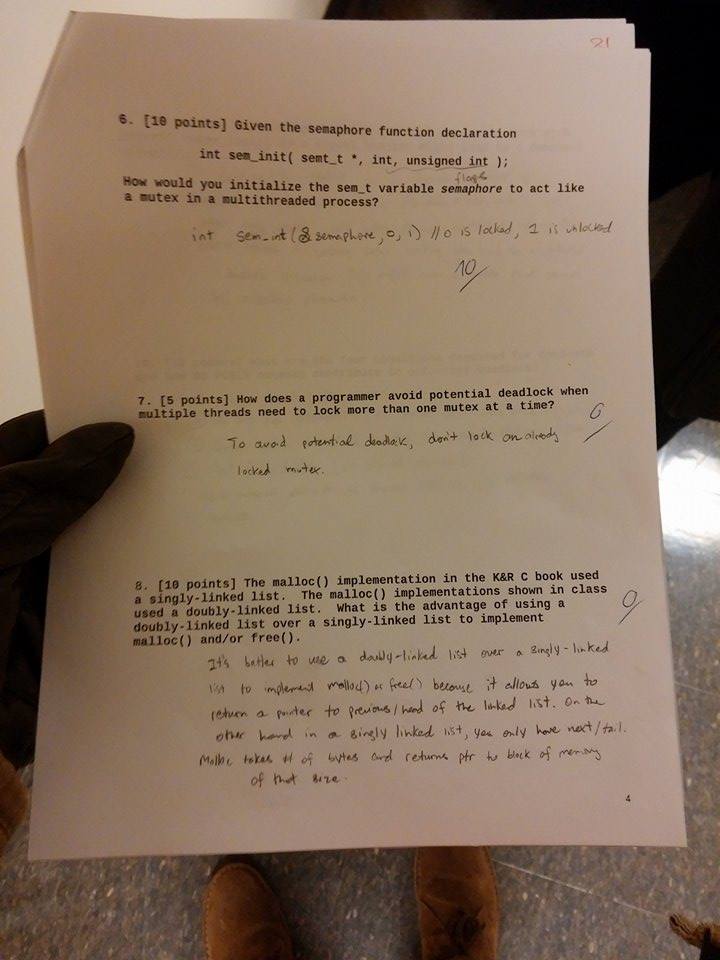 21
6. [10 points] Given the semaphore function declaration
int sem_init( semt_t *, int, unsigned int );
flags
How would you initialize the sem_t variable semaphore to act like
a mutex in a multithreaded process?
int sem_int(&semaphore, 0, 1) // 0 is locked, 1 is unlocked
10/
7. [5 points] How does a programmer avoid potential deadlock when
multiple threads need to lock more than one mutex at a time?
0/
To avoid potential deadlock, don't lock an already
locked mutex.
8. [10 points] The malloc() implementation in the K&R C book used
a singly-linked list. The malloc() implementations shown in class
used a doubly-linked list. What is the advantage of using a
doubly-linked list over a singly-linked list to implement
malloc() and/or free().
0/
It's better to use a doubly-linked list over a singly-linked
list to implement malloc() or free() because it allows you to
return a pointer to previous/head of the linked list. On the
other hand in a singly linked list, you only have next/tail.
Malloc takes # of bytes and returns ptr to block of memory
of that size.
4